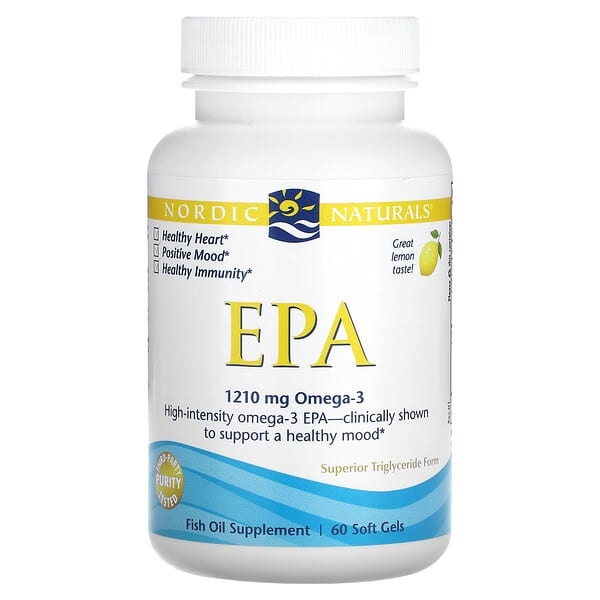 NORDIC NATURALS®
Healthy Heart*
Positive Mood*
Healthy Immunity*
Great
lemon
taste!
EPA
1210 mg Omega-3
High-intensity omega-3 EPA—clinically shown
to support a healthy mood*
Superior Triglyceride Form
THIRD-PARTY
PURITY
TESTED
Fish Oil Supplement | 60 Soft Gels